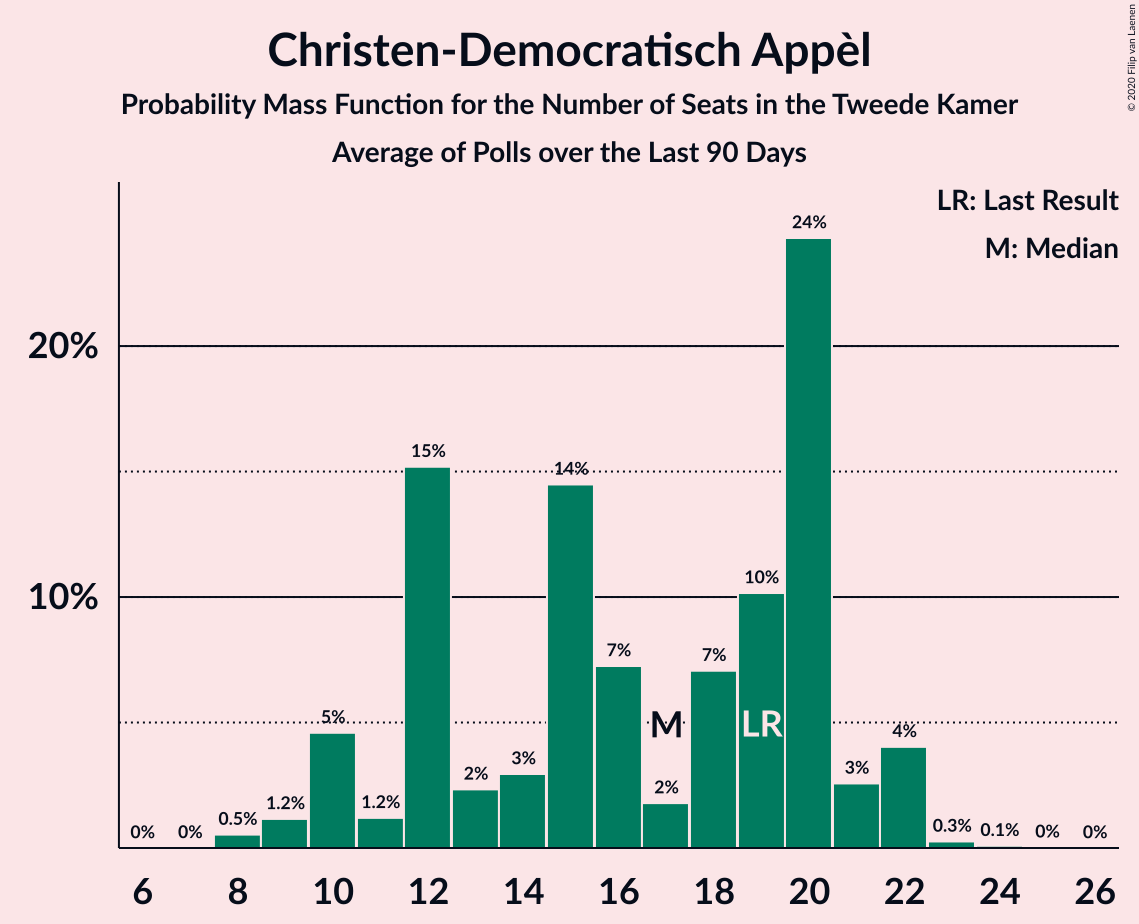 Christen-Democratisch Appèl
Probability Mass Function for the Number of Seats in the Tweede Kamer
Average of Polls over the Last 90 Days
© 2020 Filip van Laenen
LR: Last Result
M: Median
20%
10%
0%
0%
0.5%
1.2%
5%
1.2%
15%
2%
3%
14%
7%
2%
7%
10%
24%
3%
4%
0.3%
0.1%
0%
0%
M
LR
6 8 10 12 14 16 18 20 22 24 26